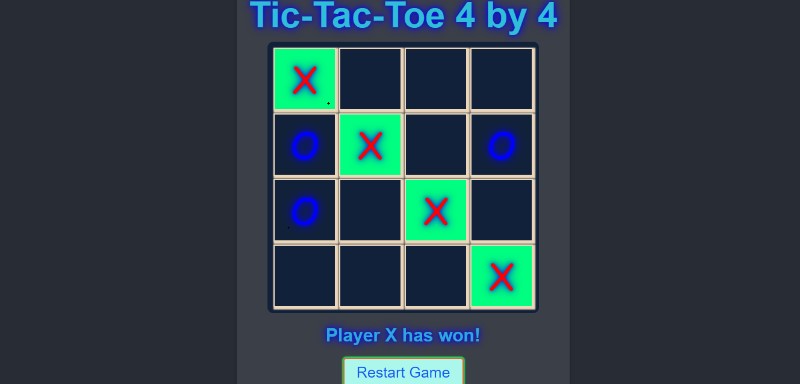 Tic-Tac-Toe 4 by 4
X
O X O
O X
X
Player X has won!
Restart Game